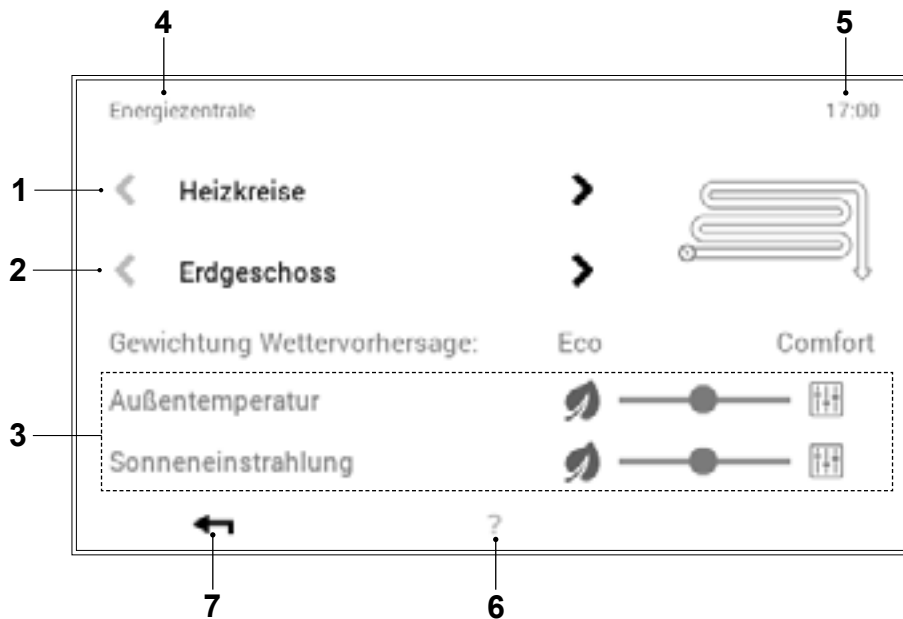 4 5
Energiezentrale 17:00
1 Heizkreise
2 Erdgeschoss
Gewichtung Wettervorhersage: Eco Comfort
Außentemperatur
3
Sonneneinstrahlung
?
7 6